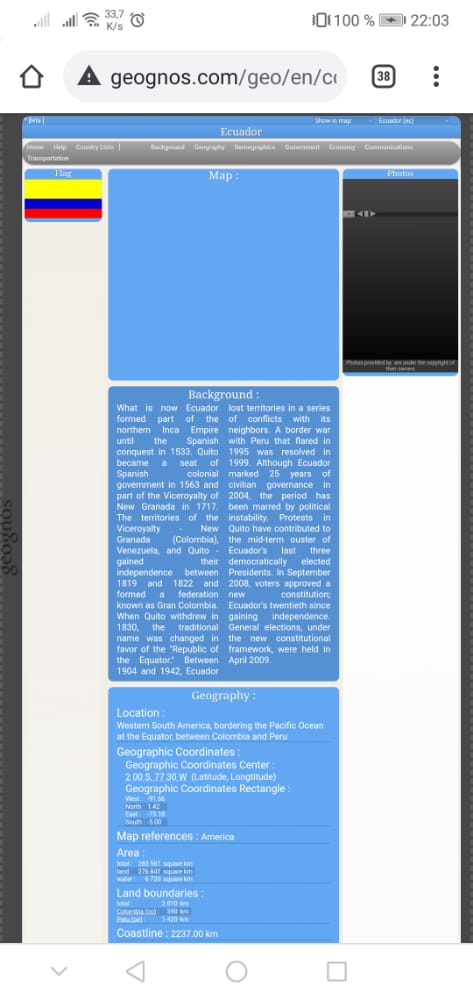 33,7
K/s
100 %
22:03
geognos.com/geo/en/co
38
[Beta]
Show in map:
Ecuador (ec)
Ecuador
Home Help Country Lists | Background Geography Demographics Government Economy Communications
Transportation
Flag
Map :
Photos
Photos provided by are under the copyright of
their owners
Background :
What is now Ecuador
formed part of the
northern Inca Empire
until the Spanish
conquest in 1533. Quito
became a seat of
Spanish colonial
government in 1563 and
part of the Viceroyalty of
New Granada in 1717.
The territories of the
Viceroyalty - New
Granada (Colombia),
Venezuela, and Quito -
gained their
independence between
1819 and 1822 and
formed a federation
known as Gran Colombia.
When Quito withdrew in
1830, the traditional
name was changed in
favor of the "Republic of
the Equator." Between
1904 and 1942, Ecuador
lost territories in a series
of conflicts with its
neighbors. A border war
with Peru that flared in
1995 was resolved in
1999. Although Ecuador
marked 25 years of
civilian governance in
2004, the period has
been marred by political
instability. Protests in
Quito have contributed to
the mid-term ouster of
Ecuador's last three
democratically elected
Presidents. In September
2008, voters approved a
new constitution;
Ecuador's twentieth since
gaining independence.
General elections, under
the new constitutional
framework, were held in
April 2009.
geognos
Geography :
Location :
Western South America, bordering the Pacific Ocean
at the Equator, between Colombia and Peru
Geographic Coordinates :
Geographic Coordinates Center :
2 00 S, 77 30 W (Latitude, Longtitude)
Geographic Coordinates Rectangle :
West : -91.66
North : 1.42
East : -75.18
South : -5.00
Map references : America
Area :
total : 283 561 square km
land : 276 841 square km
water : 6 720 square km
Land boundaries :
total : 2 010 km
Colombia (co) 590 km
Peru (pe) 1 420 km
Coastline : 2237.00 km